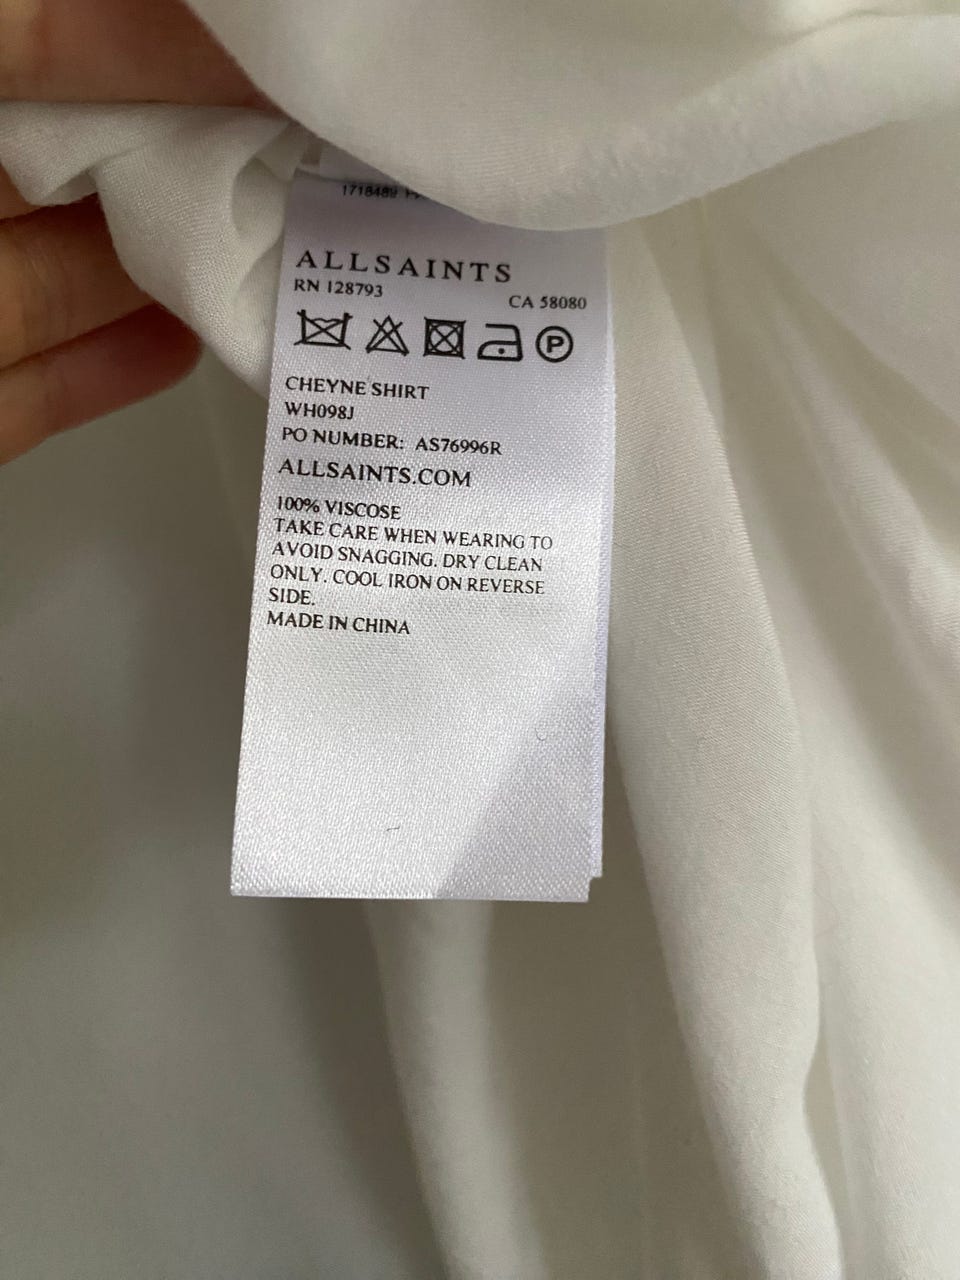 1718489
ALLSAINTS
RN 128793
CA 58080
P
CHEYNE SHIRT
WH098J
PO NUMBER: AS76996R
ALLSAINTS.COM
100% VISCOSE
TAKE CARE WHEN WEARING TO
AVOID SNAGGING. DRY CLEAN
ONLY. COOL IRON ON REVERSE
SIDE.
MADE IN CHINA